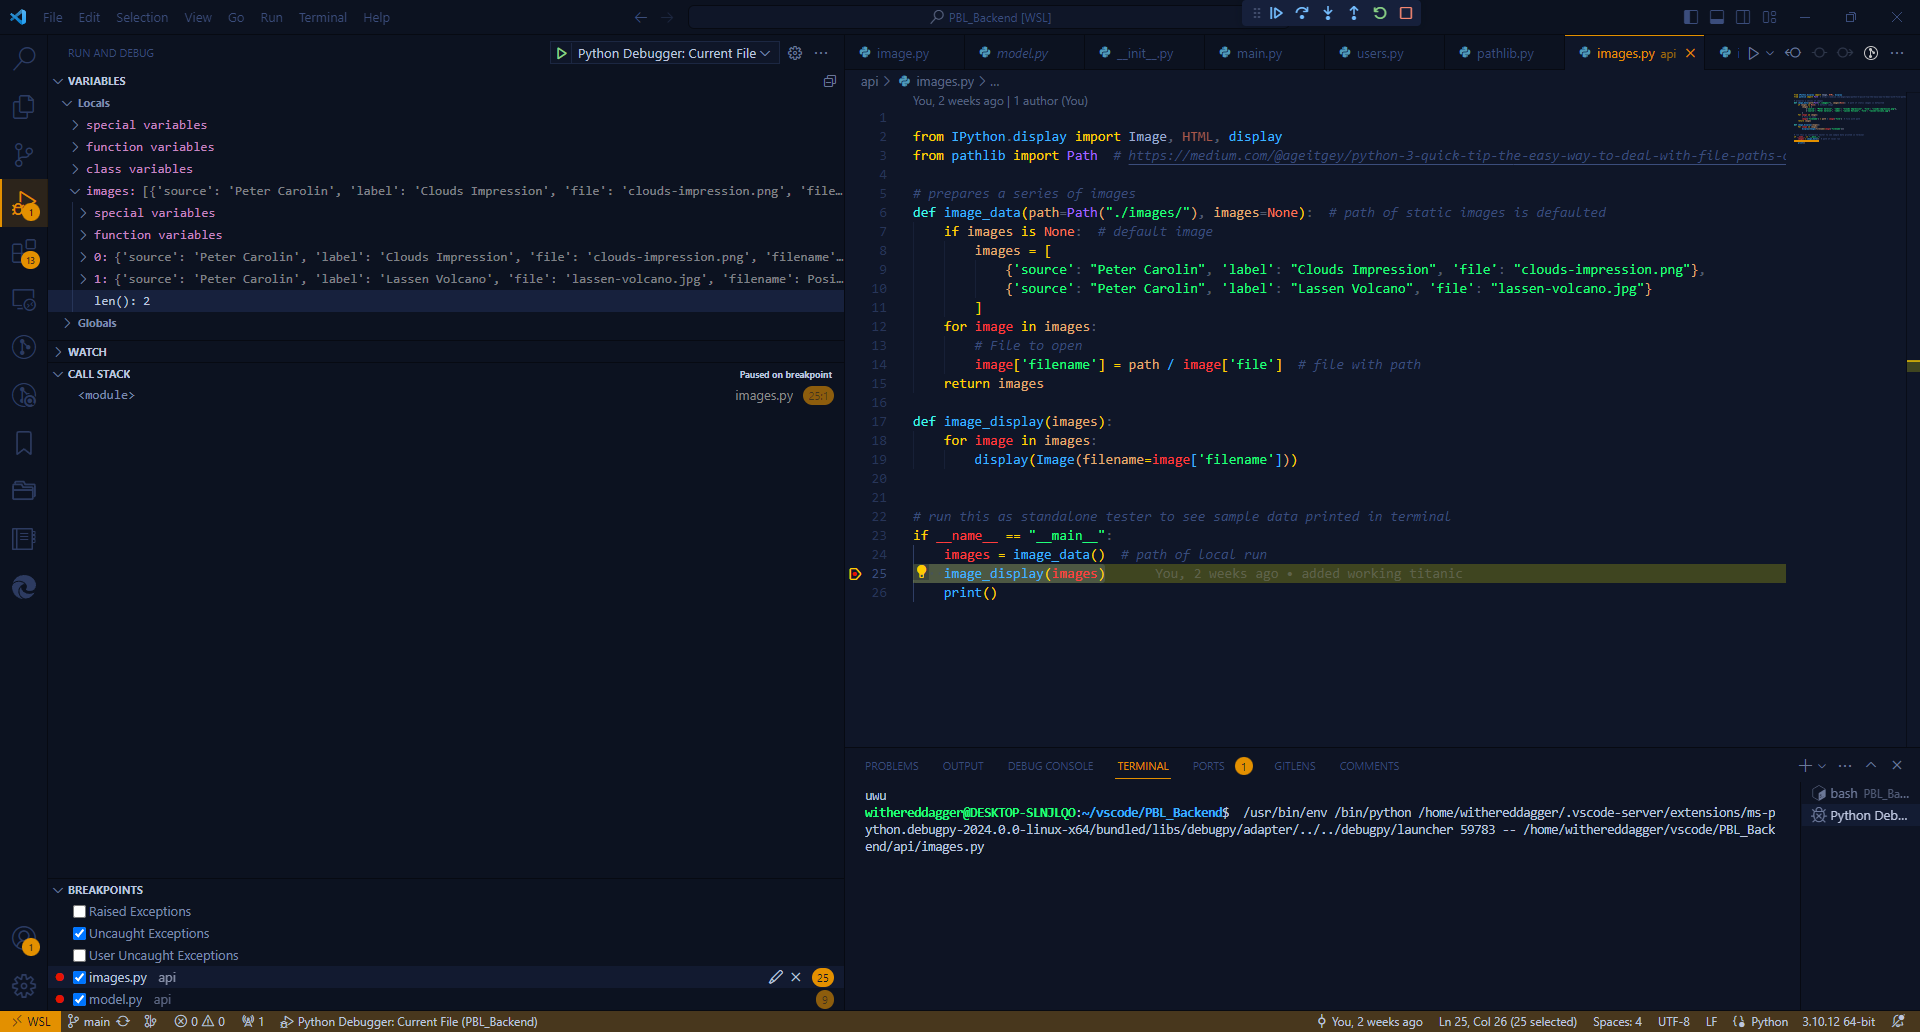 File Edit Selection View Go Run Terminal Help
PBL_Backend [WSL]
RUN AND DEBUG
Python Debugger: Current File
VARIABLES
Locals
special variables
function variables
class variables
images: [{'source': 'Peter Carolin', 'label': 'Clouds Impression', 'file': 'clouds-impression.png', 'file…
special variables
function variables
0: {'source': 'Peter Carolin', 'label': 'Clouds Impression', 'file': 'clouds-impression.png', 'filename'…
1: {'source': 'Peter Carolin', 'label': 'Lassen Volcano', 'file': 'lassen-volcano.jpg', 'filename': Posi…
len(): 2
Globals
WATCH
CALL STACK
Paused on breakpoint
<module>
images.py 25:1
BREAKPOINTS
Raised Exceptions
Uncaught Exceptions
User Uncaught Exceptions
images.py api 25
model.py api 9
1
13
1
image.py model.py __init__.py main.py users.py pathlib.py images.py api
api > images.py > ...
You, 2 weeks ago | 1 author (You)
1
2 from IPython.display import Image, HTML, display
3 from pathlib import Path # https://medium.com/@ageitgey/python-3-quick-tip-the-easy-way-to-deal-with-file-paths-
4
5 # prepares a series of images
6 def image_data(path=Path("./images/"), images=None): # path of static images is defaulted
7 if images is None: # default image
8 images = [
9 {'source': "Peter Carolin", 'label': "Clouds Impression", 'file': "clouds-impression.png"},
10 {'source': "Peter Carolin", 'label': "Lassen Volcano", 'file': "lassen-volcano.jpg"}
11 ]
12 for image in images:
13 # File to open
14 image['filename'] = path / image['file'] # file with path
15 return images
16
17 def image_display(images):
18 for image in images:
19 display(Image(filename=image['filename']))
20
21
22 # run this as standalone tester to see sample data printed in terminal
23 if __name__ == "__main__":
24 images = image_data() # path of local run
25 image_display(images) You, 2 weeks ago • added working titanic
26 print()
PROBLEMS OUTPUT DEBUG CONSOLE TERMINAL PORTS 1 GITLENS COMMENTS
uwu
withereddagger@DESKTOP-SLNJLQO:~/vscode/PBL_Backend$ /usr/bin/env /bin/python /home/withereddagger/.vscode-server/extensions/ms-p
ython.debugpy-2024.0.0-linux-x64/bundled/libs/debugpy/adapter/../../debugpy/launcher 59783 -- /home/withereddagger/vscode/PBL_Back
end/api/images.py
bash PBL_Ba...
Python Deb...
WSL main 0 0 1 Python Debugger: Current File (PBL_Backend)
You, 2 weeks ago Ln 25, Col 26 (25 selected) Spaces: 4 UTF-8 LF Python 3.10.12 64-bit